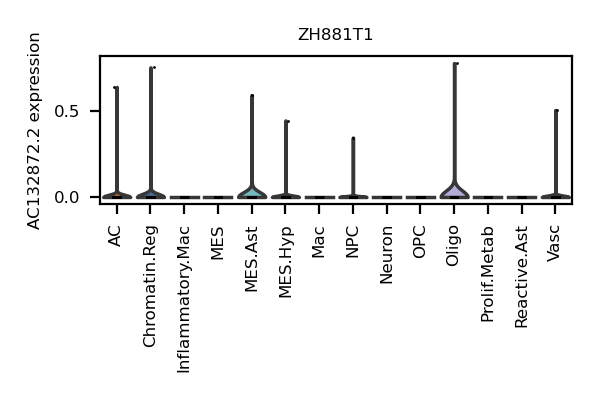 ZH881T1
AC132872.2 expression
0.5
0.0
AC
Chromatin.Reg
Inflammatory.Mac
MES
MES.Ast
MES.Hyp
Mac
NPC
Neuron
OPC
Oligo
Prolif.Metab
Reactive.Ast
Vasc